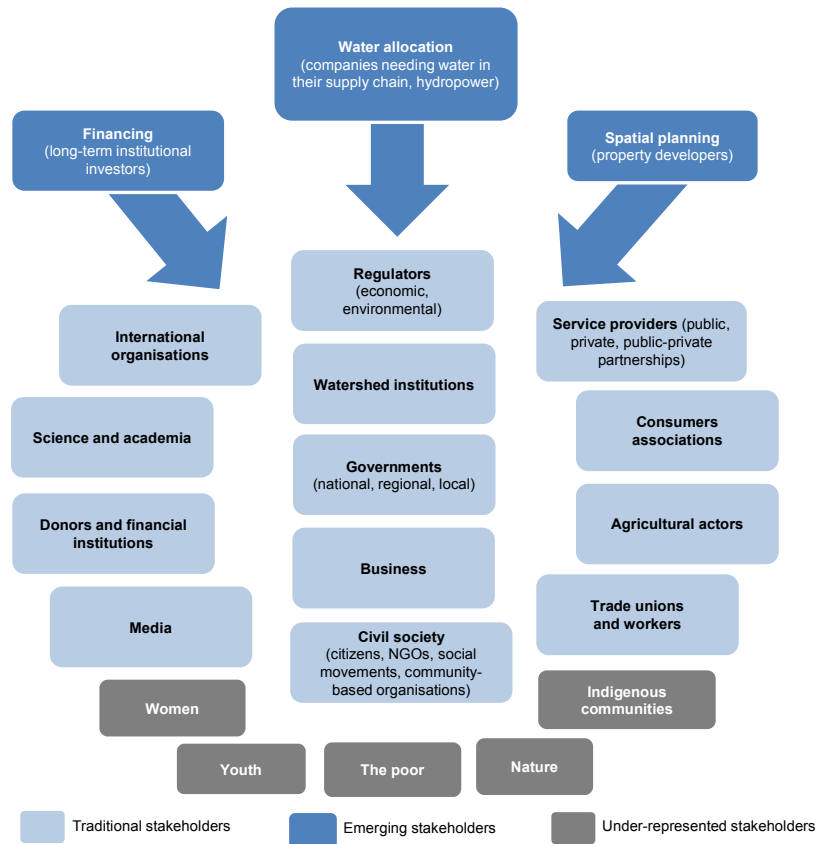 Water allocation
(companies needing water in
their supply chain, hydropower)
Financing
(long-term institutional
investors)
Spatial planning
(property developers)
Regulators
(economic,
environmental)
International
organisations
Service providers (public,
private, public-private
partnerships)
Watershed institutions
Science and academia
Consumers
associations
Governments
(national, regional, local)
Donors and financial
institutions
Agricultural actors
Business
Media
Trade unions
and workers
Civil society
(citizens, NGOs, social
movements, community-
based organisations)
Women
Indigenous
communities
Youth
The poor
Nature
Traditional stakeholders
Emerging stakeholders
Under-represented stakeholders